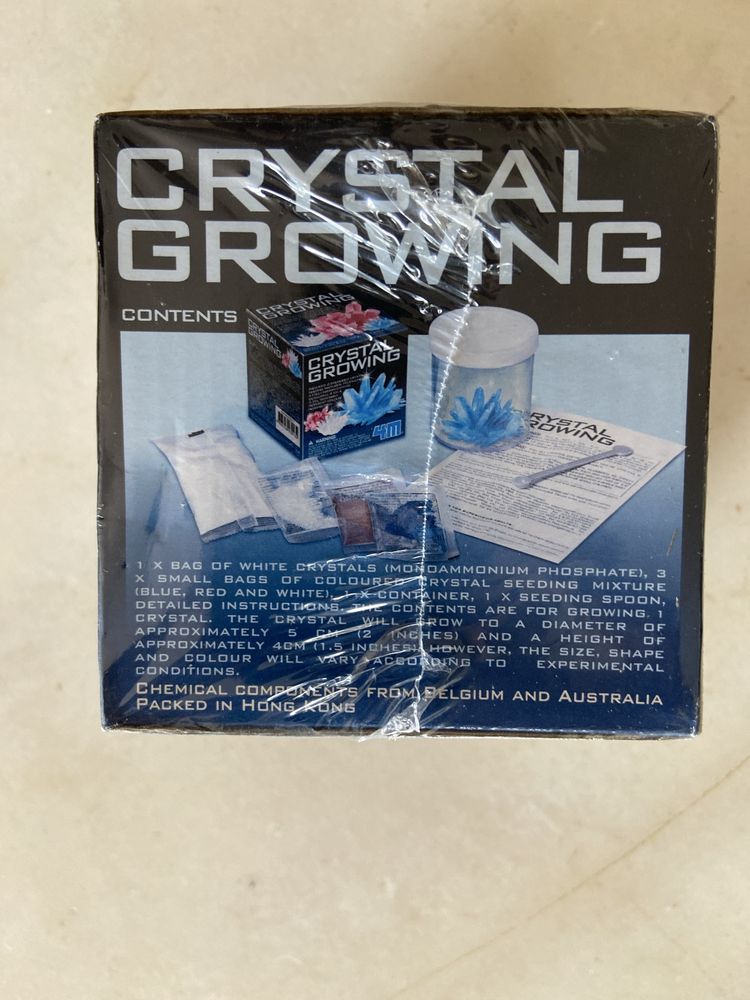 CRYSTAL
GROWING
CONTENTS
CRYSTAL
GROWING
CRYSTAL
GROWING
CRYSTAL
GROWING
WARNING
4M
CRYSTAL
GROWING
1 X BAG OF WHITE CRYSTALS (MONOAMMONIUM PHOSPHATE), 3
X SMALL BAGS OF COLOURED CRYSTAL SEEDING MIXTURE
(BLUE, RED AND WHITE), X CONTAINER, 1 X SEEDING SPOON,
DETAILED INSTRUCTIONS. THE CONTENTS ARE FOR GROWING 1
CRYSTAL. THE CRYSTAL WILL GROW TO A DIAMETER OF
APPROXIMATELY 5 CM (2 INCHES) AND A HEIGHT OF
APPROXIMATELY 4CM (1.5 INCHES). HOWEVER, THE SIZE, SHAPE
AND COLOUR WILL VARY ACCORDING TO EXPERIMENTAL
CONDITIONS.
CHEMICAL COMPONENTS FROM BELGIUM AND AUSTRALIA
PACKED IN HONG KONG